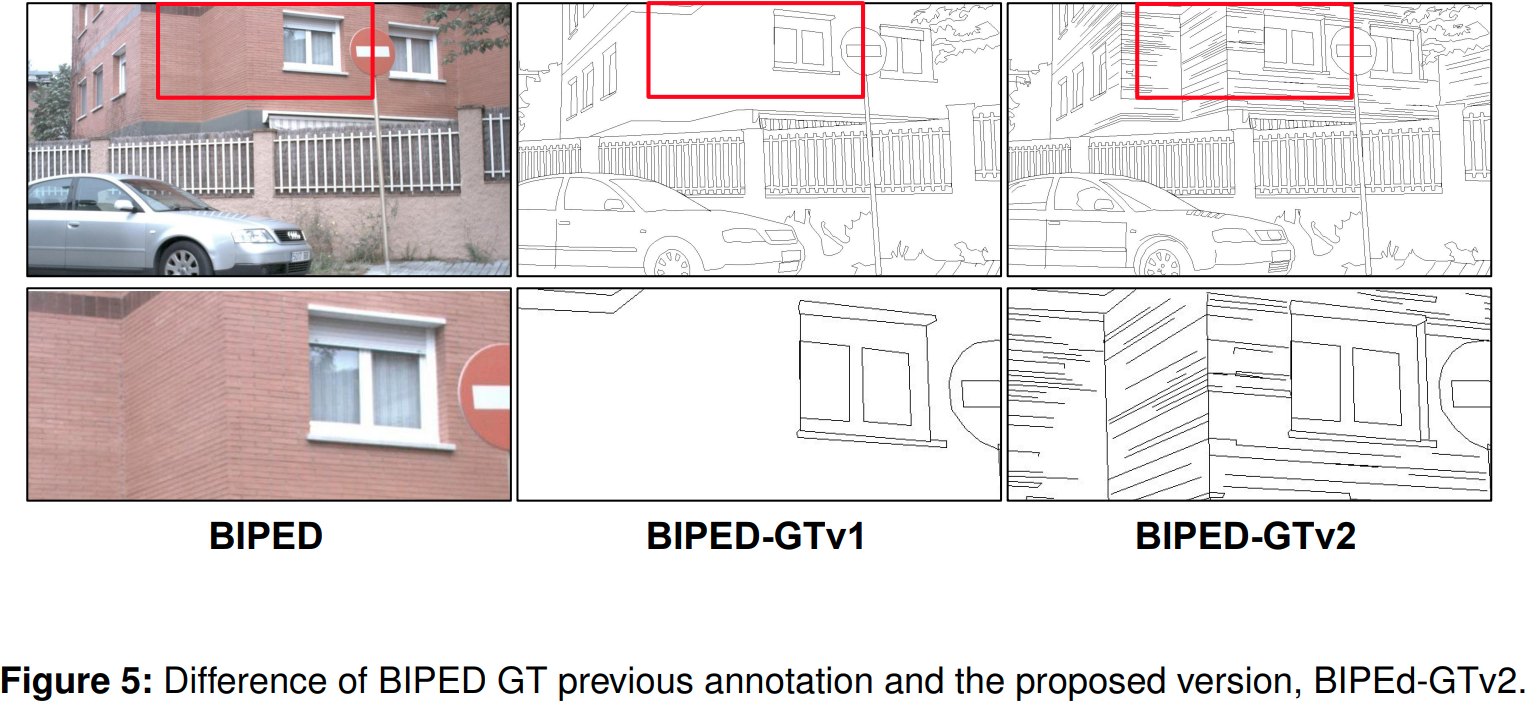 BIPED
BIPED-GTv1
BIPED-GTv2
Figure 5: Difference of BIPED GT previous annotation and the proposed version, BIPEd-GTv2.